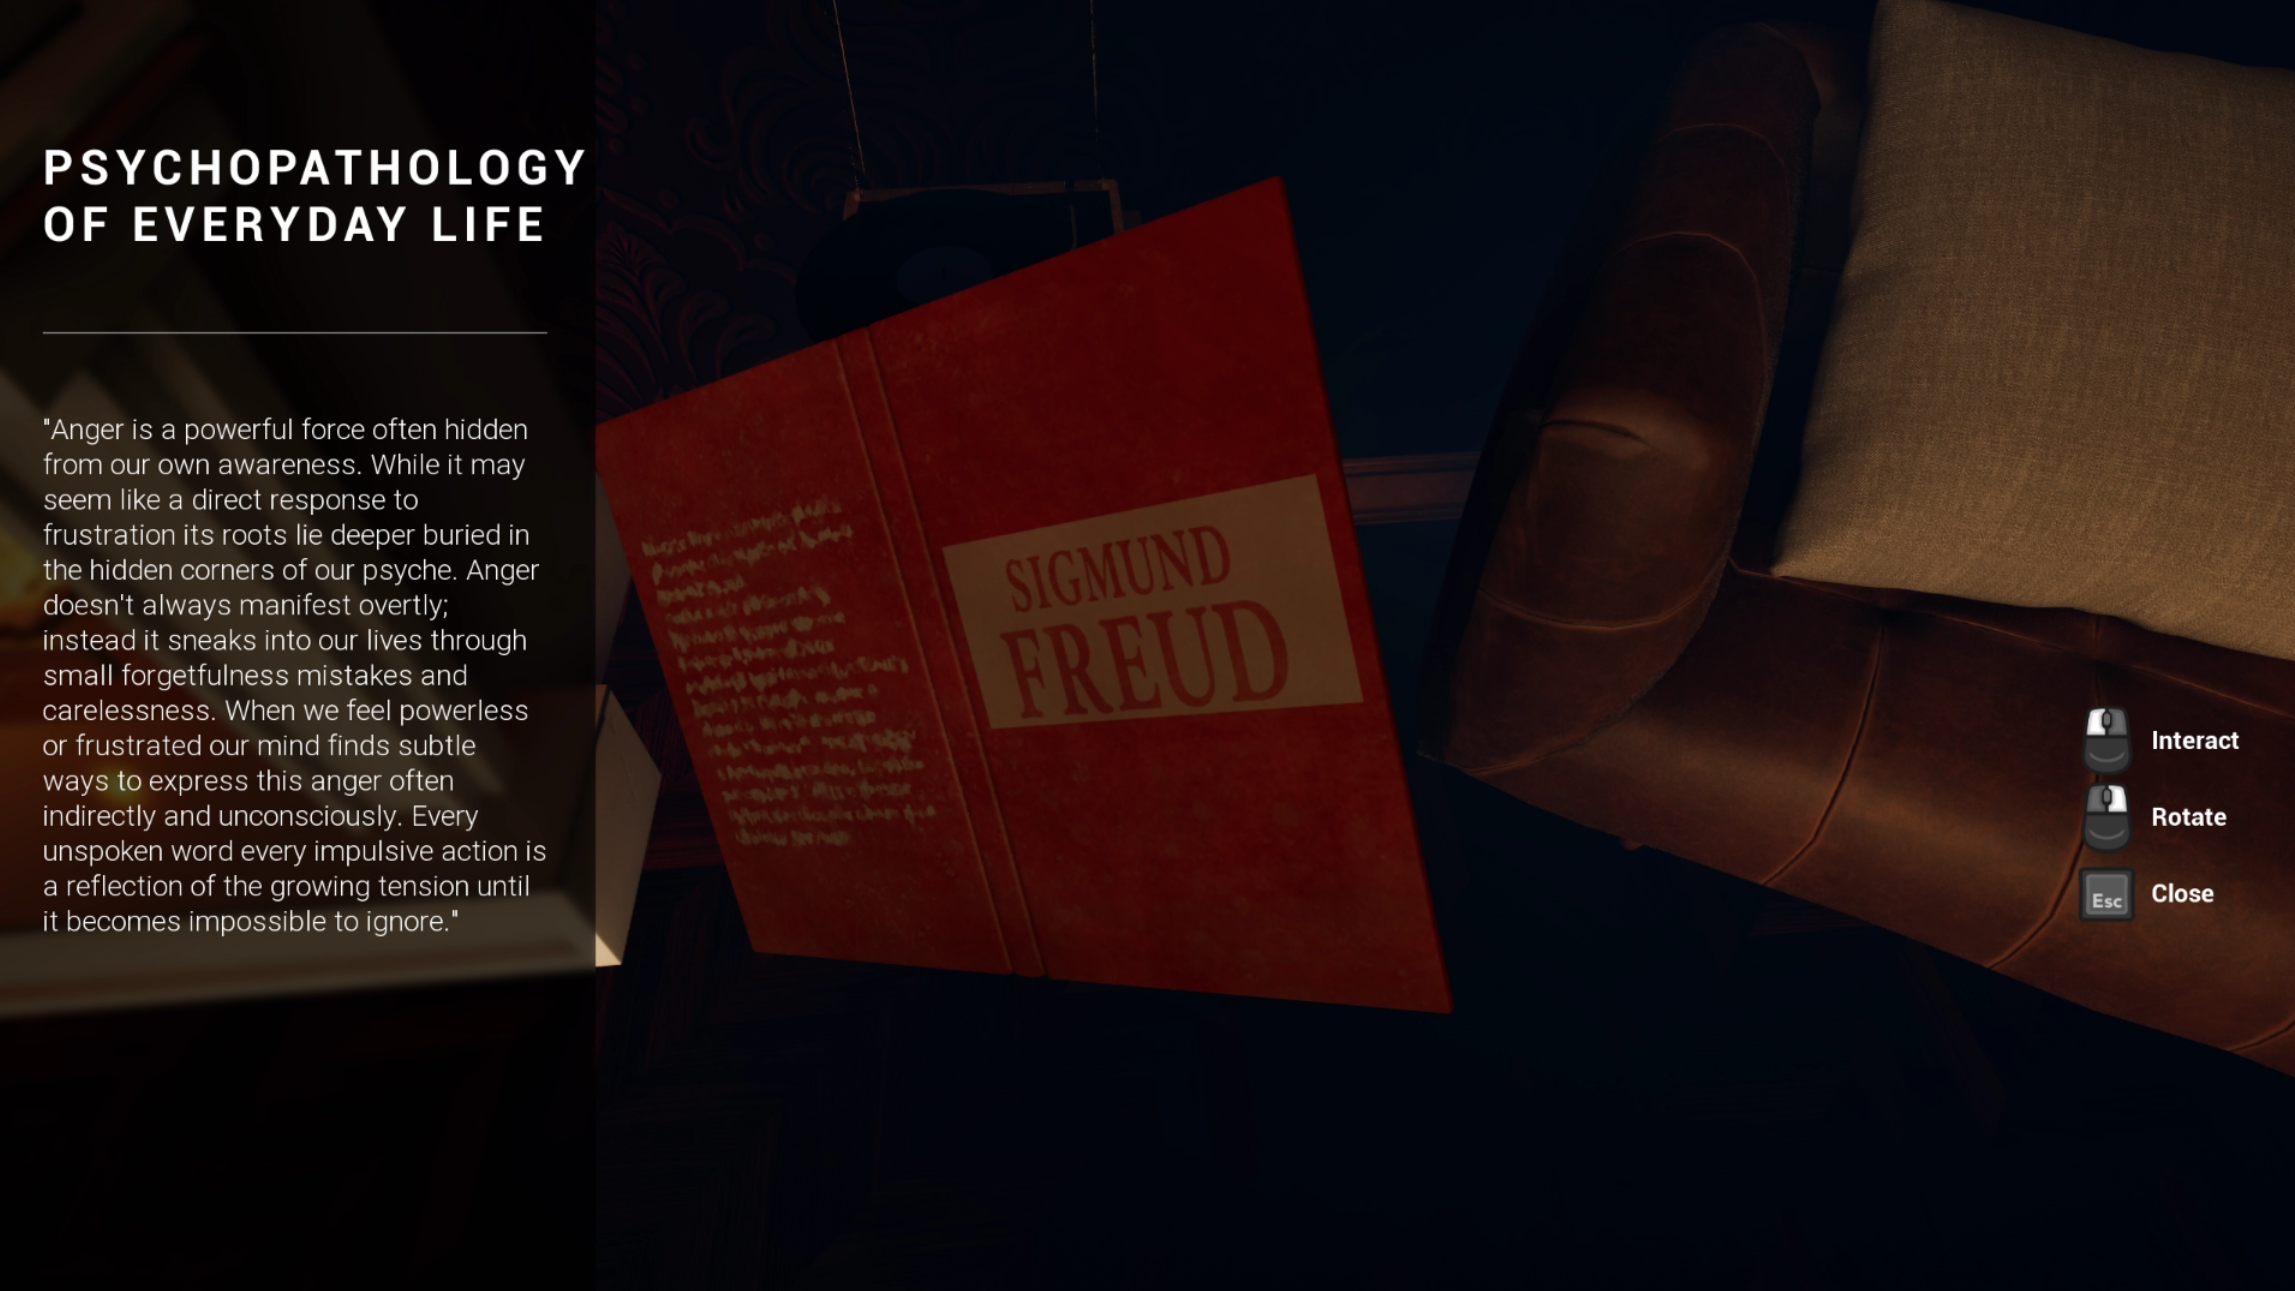 PSYCHOPATHOLOGY
OF EVERYDAY LIFE
"Anger is a powerful force often hidden
from our own awareness. While it may
seem like a direct response to
frustration its roots lie deeper buried in
the hidden corners of our psyche. Anger
doesn't always manifest overtly;
instead it sneaks into our lives through
small forgetfulness mistakes and
carelessness. When we feel powerless
or frustrated our mind finds subtle
ways to express this anger often
indirectly and unconsciously. Every
unspoken word every impulsive action is
a reflection of the growing tension until
it becomes impossible to ignore."
SIGMUND
FREUD
Interact
Rotate
Esc Close